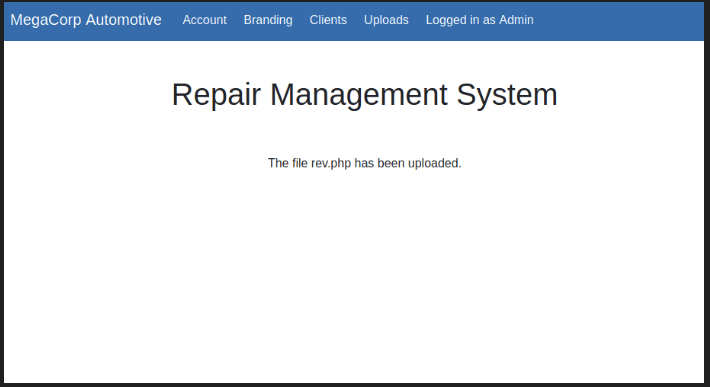 MegaCorp Automotive Account Branding Clients Uploads Logged in as Admin
Repair Management System
The file rev.php has been uploaded.